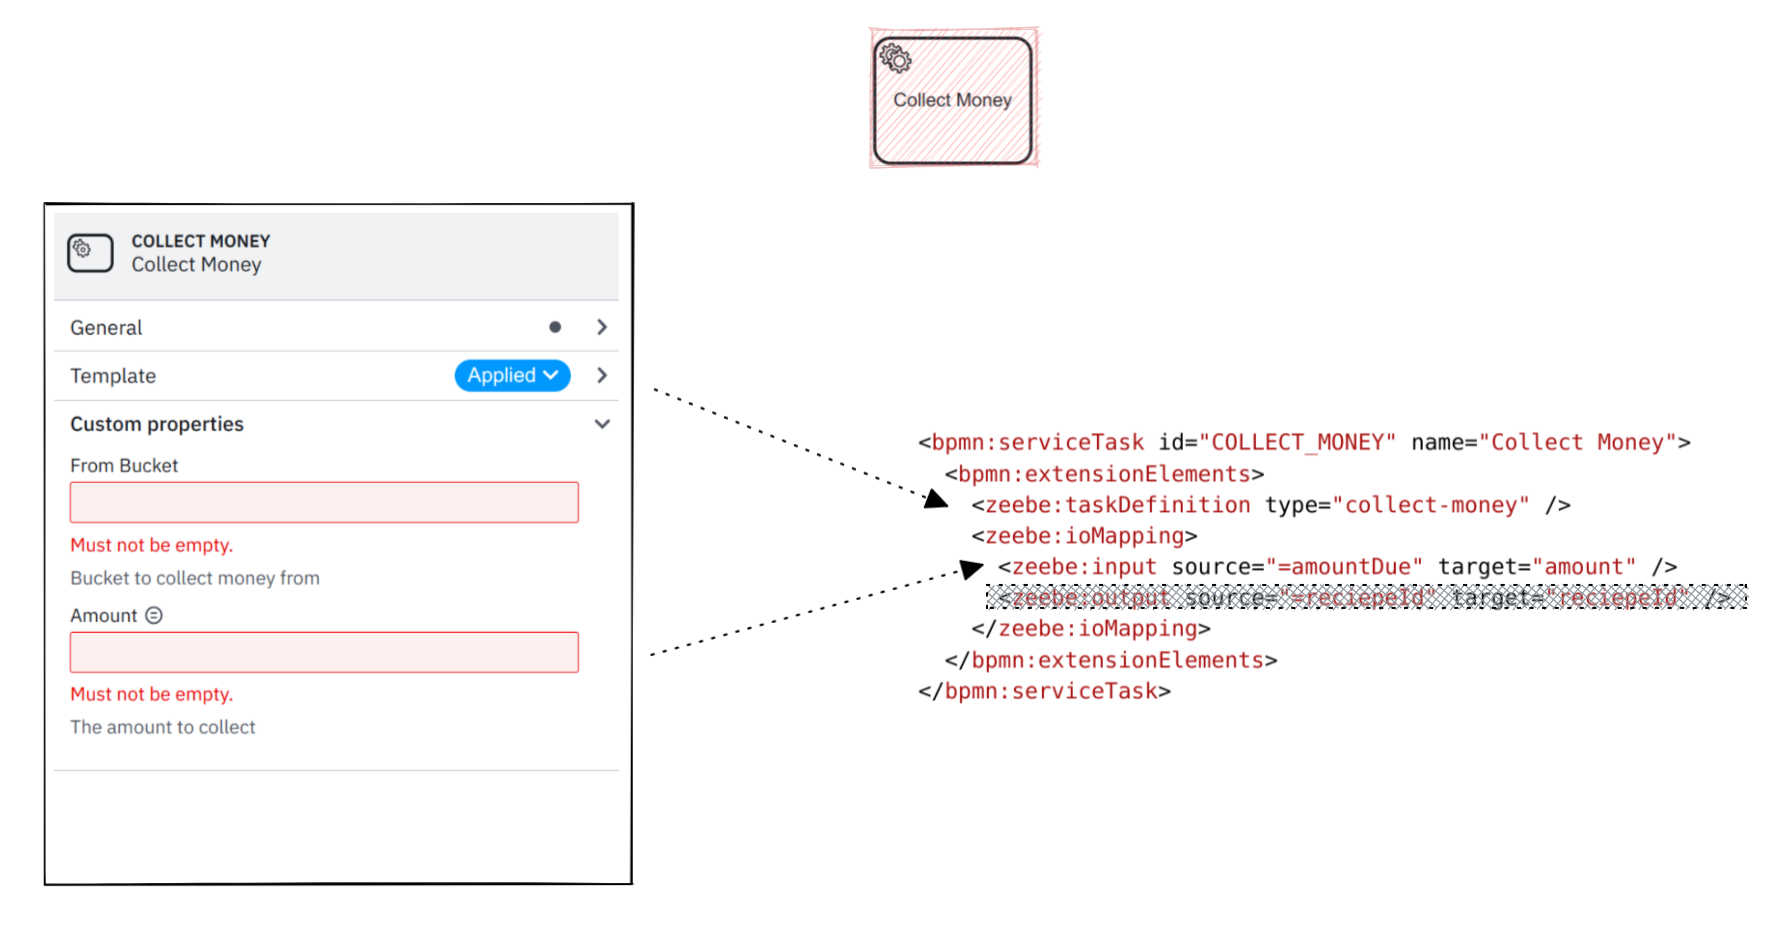 Collect Money
COLLECT MONEY
Collect Money
General
Template
Applied
Custom properties
From Bucket
Must not be empty.
Bucket to collect money from
Amount
Must not be empty.
The amount to collect
<bpmn:serviceTask id="COLLECT_MONEY" name="Collect Money">
<bpmn:extensionElements>
<zeebe:taskDefinition type="collect-money" />
<zeebe:ioMapping>
<zeebe:input source="=amountDue" target="amount" />
<zeebe:output source="=reciepeId" target="reciepeId" />
</zeebe:ioMapping>
</bpmn:extensionElements>
</bpmn:serviceTask>